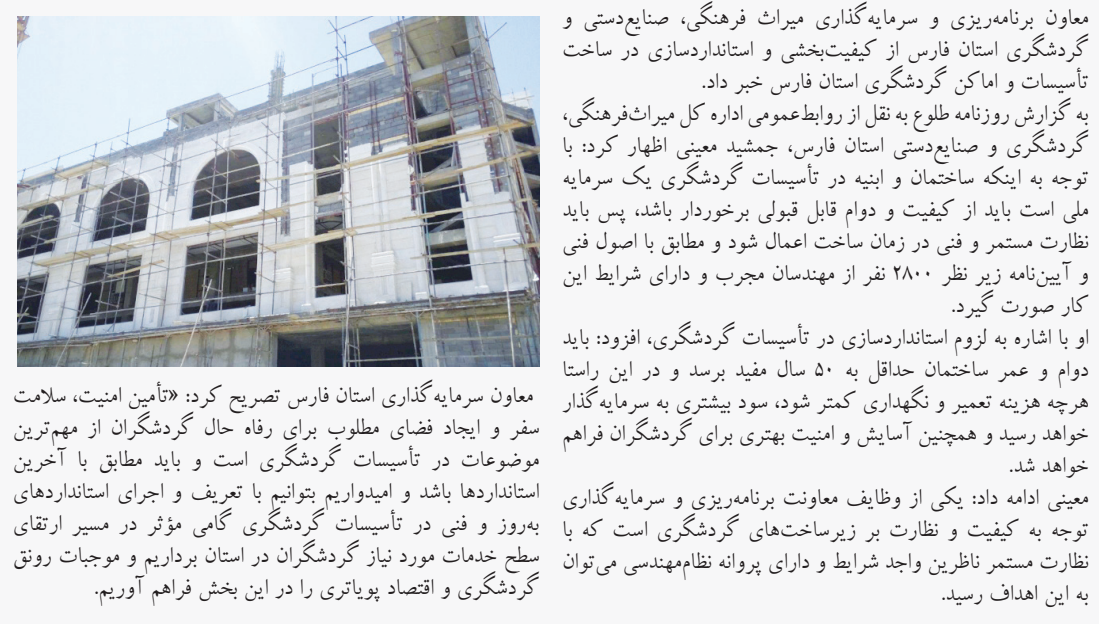 معاون برنامه‌ریزی و سرمایه‌گذاری میراث فرهنگی، صنایع‌دستی و
گردشگری استان فارس از کیفیت‌بخشی و استانداردسازی در ساخت
تأسیسات و اماکن گردشگری استان فارس خبر داد.
به گزارش روزنامه طلوع به نقل از روابط‌عمومی اداره کل میراث‌فرهنگی،
گردشگری و صنایع‌دستی استان فارس، جمشید معینی اظهار کرد: با
توجه به اینکه ساختمان و ابنیه در تأسیسات گردشگری یک سرمایه
ملی است باید از کیفیت و دوام قابل قبولی برخوردار باشد، پس باید
نظارت مستمر و فنی در زمان ساخت اعمال شود و مطابق با اصول فنی
و آیین‌نامه زیر نظر ۲۸۰۰ نفر از مهندسان مجرب و دارای شرایط این
کار صورت گیرد.
او با اشاره به لزوم استانداردسازی در تأسیسات گردشگری، افزود: باید
دوام و عمر ساختمان حداقل به ۵۰ سال مفید برسد و در این راستا
هرچه هزینه تعمیر و نگهداری کمتر شود، سود بیشتری به سرمایه‌گذار
خواهد رسید و همچنین آسایش و امنیت بهتری برای گردشگران فراهم
خواهد شد.
معینی ادامه داد: یکی از وظایف معاونت برنامه‌ریزی و سرمایه‌گذاری
توجه به کیفیت و نظارت بر زیرساخت‌های گردشگری است که با
نظارت مستمر ناظرین واجد شرایط و دارای پروانه نظام‌مهندسی می‌توان
به این اهداف رسید.
معاون سرمایه‌گذاری استان فارس تصریح کرد: «تأمین امنیت، سلامت
سفر و ایجاد فضای مطلوب برای رفاه حال گردشگران از مهم‌ترین
موضوعات در تأسیسات گردشگری است و باید مطابق با آخرین
استانداردها باشد و امیدواریم بتوانیم با تعریف و اجرای استانداردهای
به‌روز و فنی در تأسیسات گردشگری گامی مؤثر در مسیر ارتقای
سطح خدمات مورد نیاز گردشگران در استان برداریم و موجبات رونق
گردشگری و اقتصاد پویاتری را در این بخش فراهم آوریم.